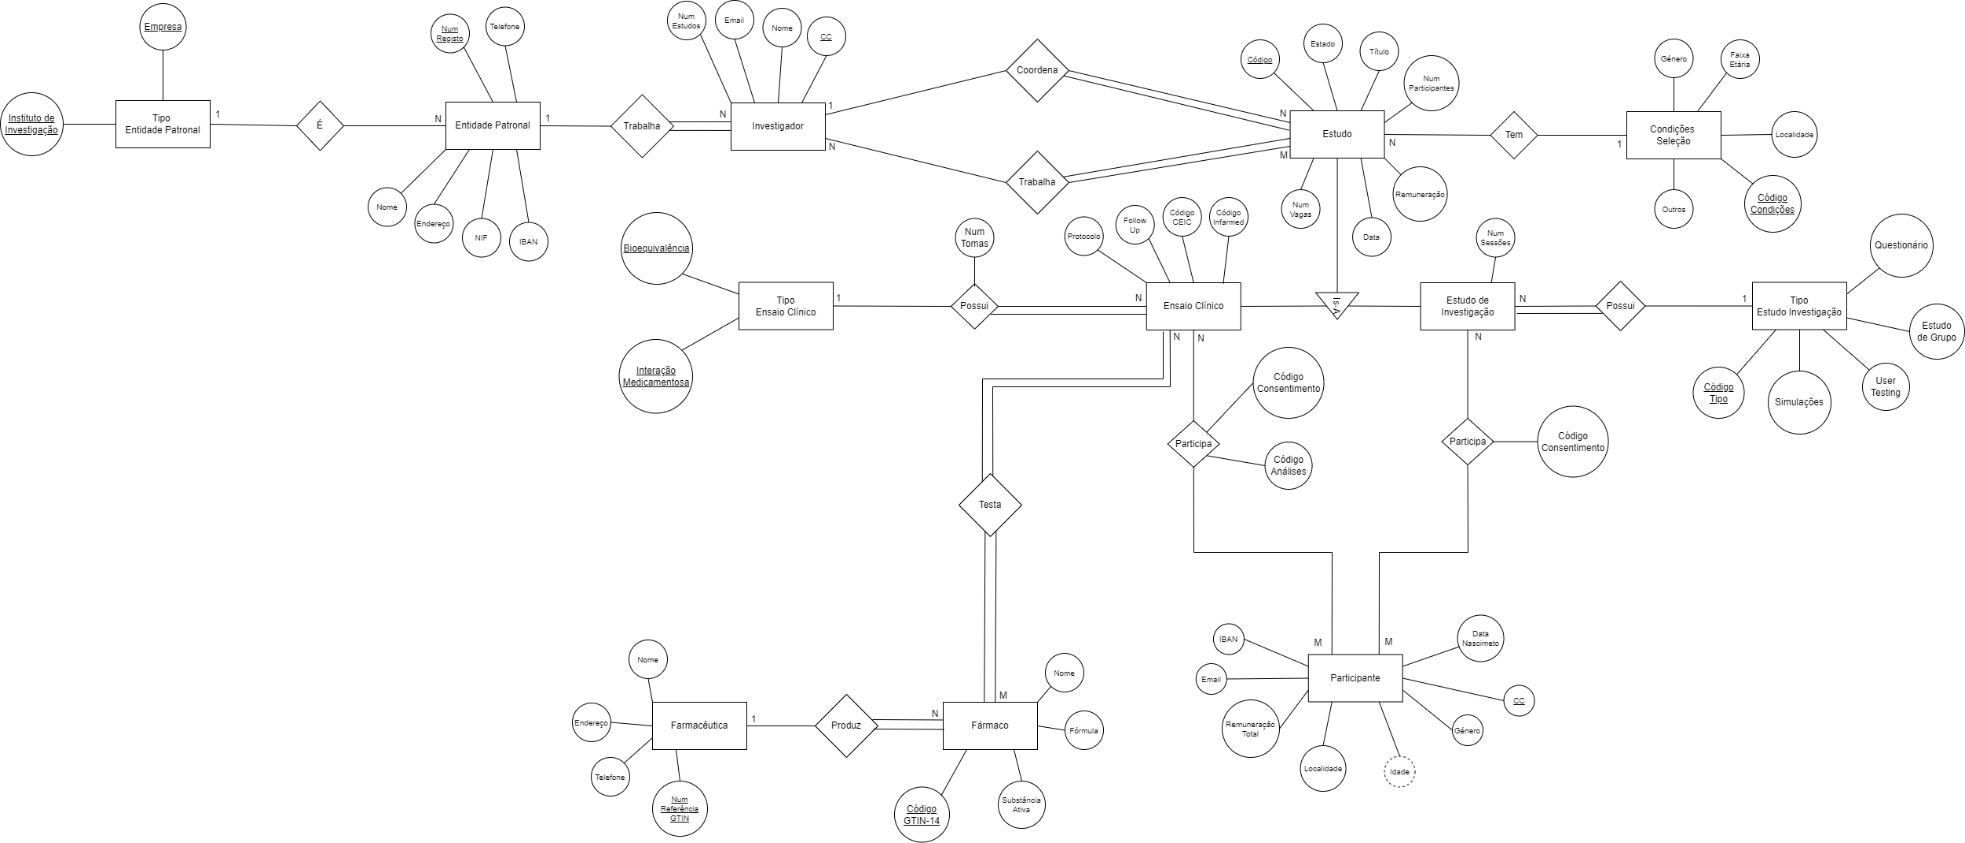 Empresa
Instituto de
Investigação
Tipo
Entidade Patronal
1
É
N
Num
Registo
Telefone
Entidade Patronal
1
Nome
Endereço
NIF
IBAN
Trabalha
N
Num
Estudos
Email
Nome
CC
Investigador
1
N
Coordena
N
Trabalha
M
Código
Estado
Título
Num
Participantes
Estudo
N
Num
Vagas
Data
Remuneração
Tem
1
Género
Faixa
Etária
Condições
Seleção
Localidade
Outros
Código
Condições
Bioequivalência
Interação
Medicamentosa
Tipo
Ensaio Clínico
1
Num
Tomas
Possui
N
Protocolo
Follow
Up
Código
CEIC
Código
Infarmed
Ensaio Clínico
N
N
Is-A
Num
Sessões
Estudo de
Investigação
N
N
Possui
1
Tipo
Estudo Investigação
Questionário
Estudo
de Grupo
Código
Tipo
Simulações
User
Testing
Código
Consentimento
Participa
Código
Análises
Participa
Código
Consentimento
Testa
M
M
M
IBAN
Email
Remuneração
Total
Localidade
Idade
Género
CC
Data
Nascimeto
Participante
Nome
Endereço
Telefone
Num
Referência
GTIN
Farmacêutica
1
Produz
N
Fármaco
Nome
Fórmula
Código
GTIN-14
Substância
Ativa